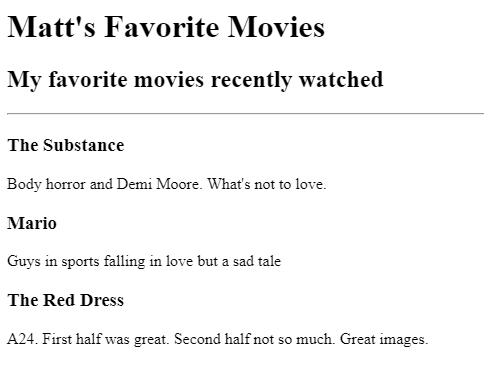 Matt's Favorite Movies
My favorite movies recently watched
The Substance
Body horror and Demi Moore. What's not to love.
Mario
Guys in sports falling in love but a sad tale
The Red Dress
A24. First half was great. Second half not so much. Great images.